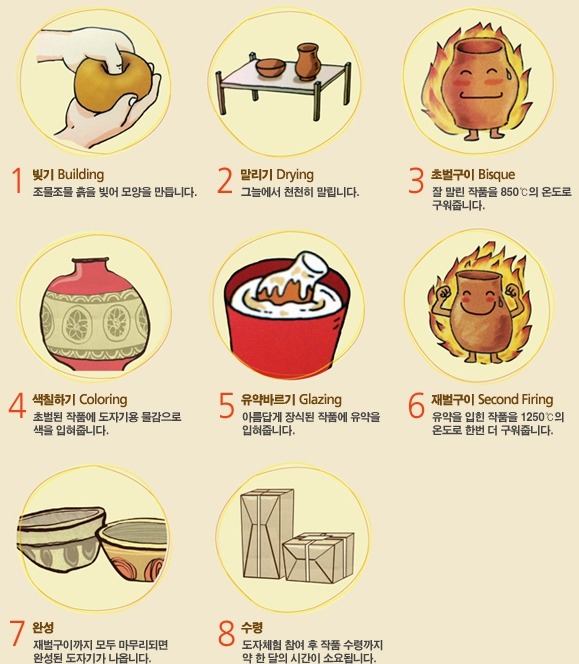 1 빚기 Building
조물조물 흙을 빚어 모양을 만듭니다.
2 말리기 Drying
그늘에서 천천히 말립니다.
3 초벌구이 Bisque
잘 말린 작품을 850℃의 온도로
구워줍니다.
4 색칠하기 Coloring
초벌된 작품에 도자기용 물감으로
색을 입혀줍니다.
5 유약바르기 Glazing
아름답게 장식된 작품에 유약을
입혀줍니다.
6 재벌구이 Second Firing
유약을 입힌 작품을 1250℃의
온도로 한번 더 구워줍니다.
7 완성
재벌구이까지 모두 마무리되면
완성된 도자기가 나옵니다.
8 수령
도자체험 참여 후 작품 수령까지
약 한 달의 시간이 소요됩니다.